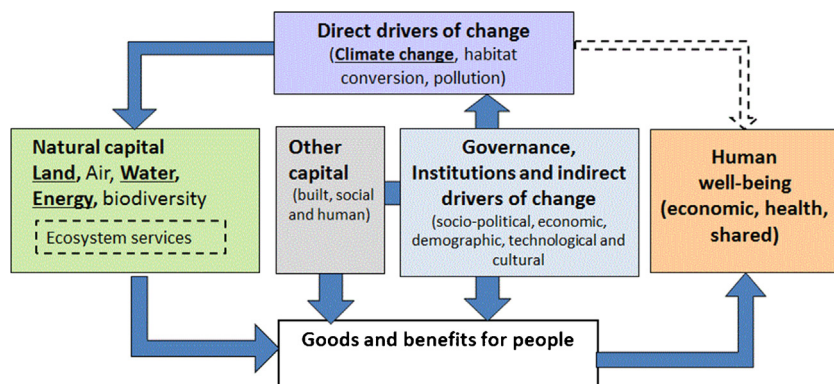 Direct drivers of change
(Climate change, habitat
conversion, pollution)
Natural capital
Land, Air, Water,
Energy, biodiversity
Ecosystem services
Other
capital
(built, social
and human)
Governance,
Institutions and indirect
drivers of change
(socio-political, economic,
demographic, technological and
cultural
Human
well-being
(economic, health,
shared)
Goods and benefits for people